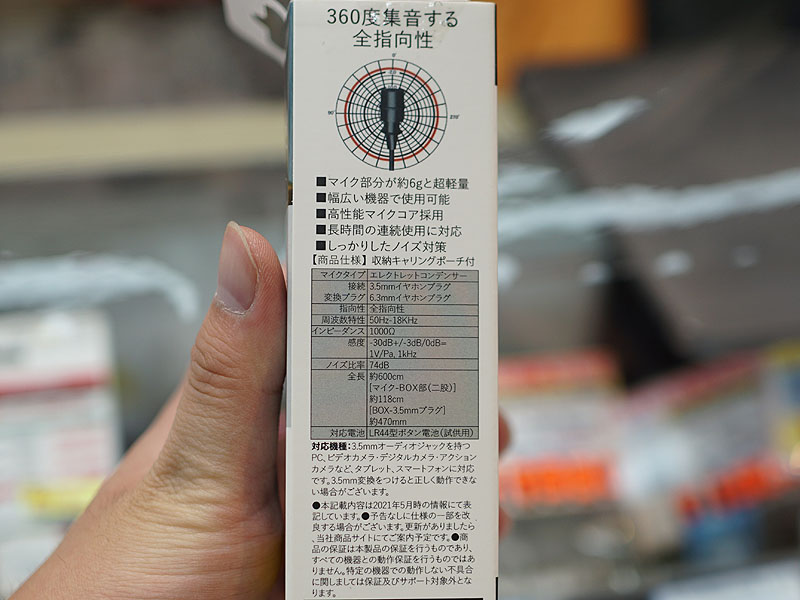 360度集音する
全指向性
0°
90°
270°
■マイク部分が約6gと超軽量
■幅広い機器で使用可能
■高性能マイクコア採用
■長時間の連続使用に対応
■しっかりしたノイズ対策
【商品仕様】収納キャリングポーチ付
マイクタイプ エレクトレットコンデンサー
接続 3.5mmイヤホンプラグ
変換プラグ 6.3mmイヤホンプラグ
指向性 全指向性
周波数特性 50Hz-18KHz
インピーダンス 1000Ω
感度 -30dB+/-3dB/0dB=
1V/Pa, 1kHz
ノイズ比率 74dB
全長 約600cm
[マイク-BOX部(二股)]
約118cm
[BOX-3.5mmプラグ]
約470mm
対応電池 LR44型ボタン電池(試供用)
対応機種:3.5mmオーディオジャックを持つ
PC、ビデオカメラ・デジタルカメラ・アクション
カメラなど、タブレット、スマートフォンに対応
です。3.5mm変換をつけると正しく動作できな
い場合がございます。
●本記載内容は2021年5月時の情報にて表
記しています。●予告なしに仕様の一部を改
良する場合がございます。更新がありましたら
、当社商品サイトにてご案内予定です。●商
品の保証は本製品の保証を行うものであり、
すべての機器との動作保証を行うものではあ
りません。特定の機器での動作しない不具合
に関しましては保証及びサポート対象外とな
ります。